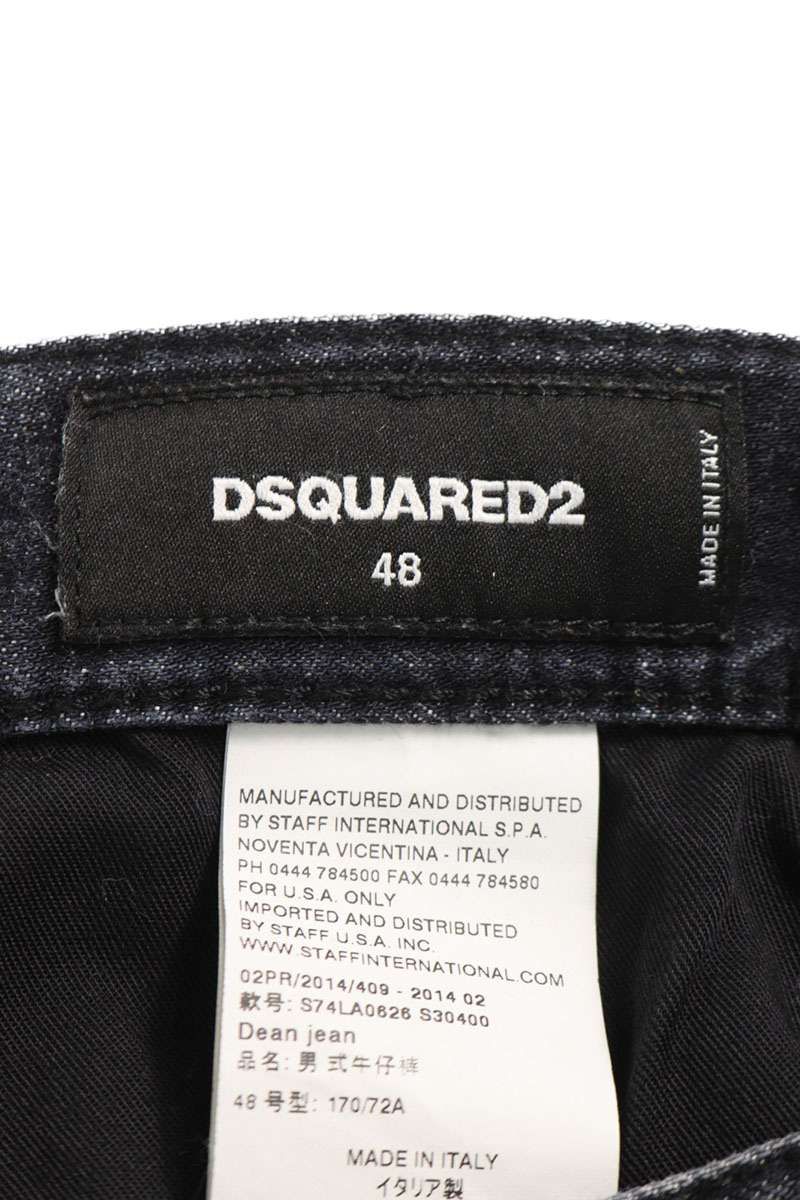 DSQUARED2
48
MADE IN ITALY
MANUFACTURED AND DISTRIBUTED
BY STAFF INTERNATIONAL S.P.A.
NOVENTA VICENTINA - ITALY
PH 0444 784500 FAX 0444 784580
FOR U.S.A. ONLY
IMPORTED AND DISTRIBUTED
BY STAFF U.S.A. INC.
WWW.STAFFINTERNATIONAL.COM
02PR/2014/409 - 2014 02
款号: S74LA0626 S30400
Dean jean
品名: 男 式牛仔裤
48 号型: 170/72A
MADE IN ITALY
イタリア製